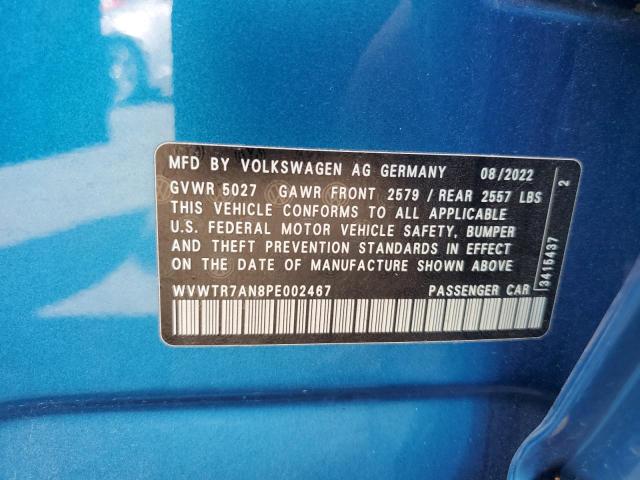 MFD BY VOLKSWAGEN AG GERMANY 08/2022
GVWR 5027 GAWR FRONT 2579 / REAR 2557 LBS
THIS VEHICLE CONFORMS TO ALL APPLICABLE
U.S. FEDERAL MOTOR VEHICLE SAFETY, BUMPER
AND THEFT PREVENTION STANDARDS IN EFFECT
ON THE DATE OF MANUFACTURE SHOWN ABOVE
WVWTR7AN8PE002467 PASSENGER CAR
3415437 2